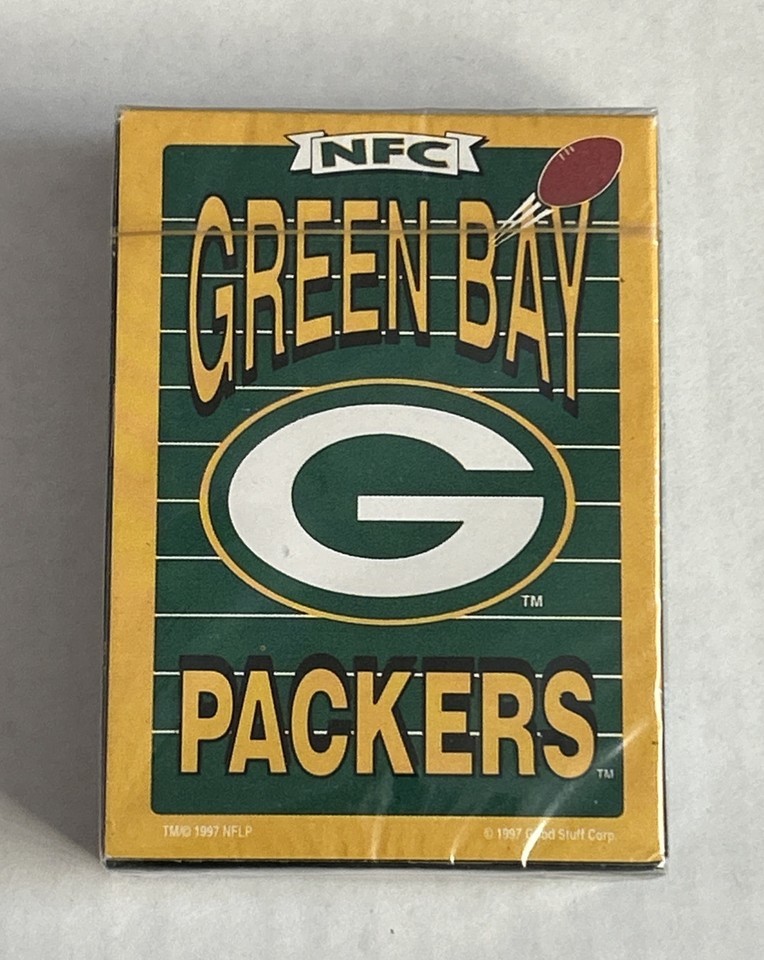 NFC
GREEN BAY
G
TM
PACKERS
TM
TM/© 1997 NFLP
© 1997 Good Stuff Corp.